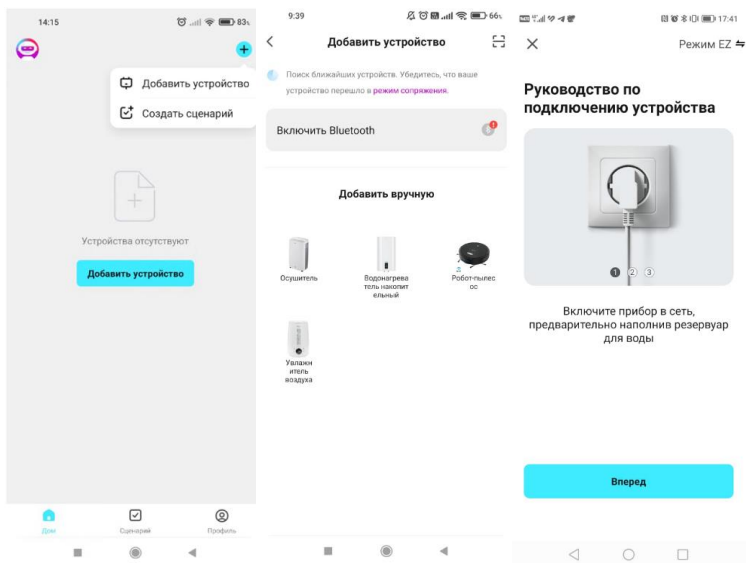 14:15
83%
Добавить устройство
Создать сценарий
Устройства отсутствуют
Добавить устройство
Дом
Сценарий
Профиль
9:39
66%
Добавить устройство
Поиск ближайших устройств. Убедитесь, что ваше
устройство перешло в режим сопряжения.
Включить Bluetooth
Добавить вручную
Осушитель
Водонагрева
тель накопит
ельный
Робот-пылес
ос
Увлажн
итель
воздуха
17:41
Режим EZ
Руководство по
подключению устройства
1 2 3
Включите прибор в сеть,
предварительно наполнив резервуар
для воды
Вперед